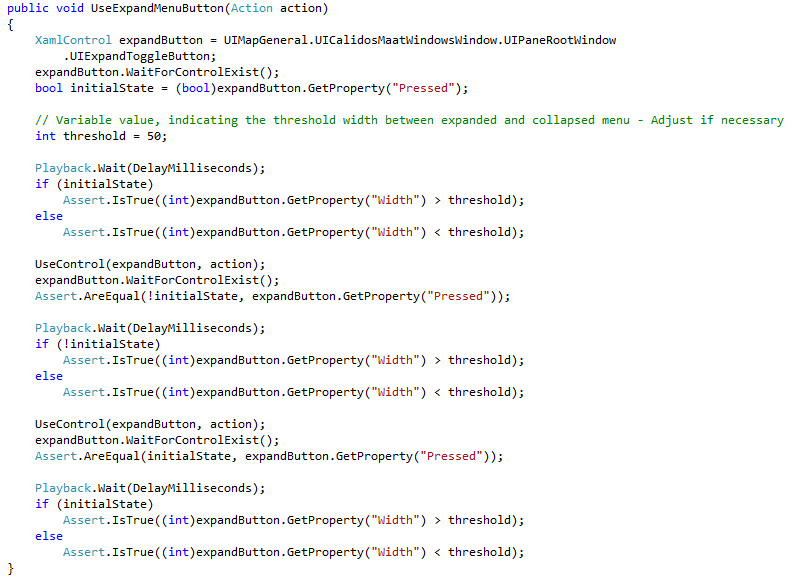 public void UseExpandMenuButton(Action action)
{
    XamlControl expandButton = UIMapGeneral.UICalidosMaatWindowsWindow.UIPaneRootWindow
        .UIExpandToggleButton;
    expandButton.WaitForControlExist();
    bool initialState = (bool)expandButton.GetProperty("Pressed");

    // Variable value, indicating the threshold width between expanded and collapsed menu - Adjust if necessary
    int threshold = 50;

    Playback.Wait(DelayMilliseconds);
    if (initialState)
        Assert.IsTrue((int)expandButton.GetProperty("Width") > threshold);
    else
        Assert.IsTrue((int)expandButton.GetProperty("Width") < threshold);

    UseControl(expandButton, action);
    expandButton.WaitForControlExist();
    Assert.AreEqual(!initialState, expandButton.GetProperty("Pressed"));

    Playback.Wait(DelayMilliseconds);
    if (!initialState)
        Assert.IsTrue((int)expandButton.GetProperty("Width") > threshold);
    else
        Assert.IsTrue((int)expandButton.GetProperty("Width") < threshold);

    UseControl(expandButton, action);
    expandButton.WaitForControlExist();
    Assert.AreEqual(initialState, expandButton.GetProperty("Pressed"));

    Playback.Wait(DelayMilliseconds);
    if (initialState)
        Assert.IsTrue((int)expandButton.GetProperty("Width") > threshold);
    else
        Assert.IsTrue((int)expandButton.GetProperty("Width") < threshold);
}